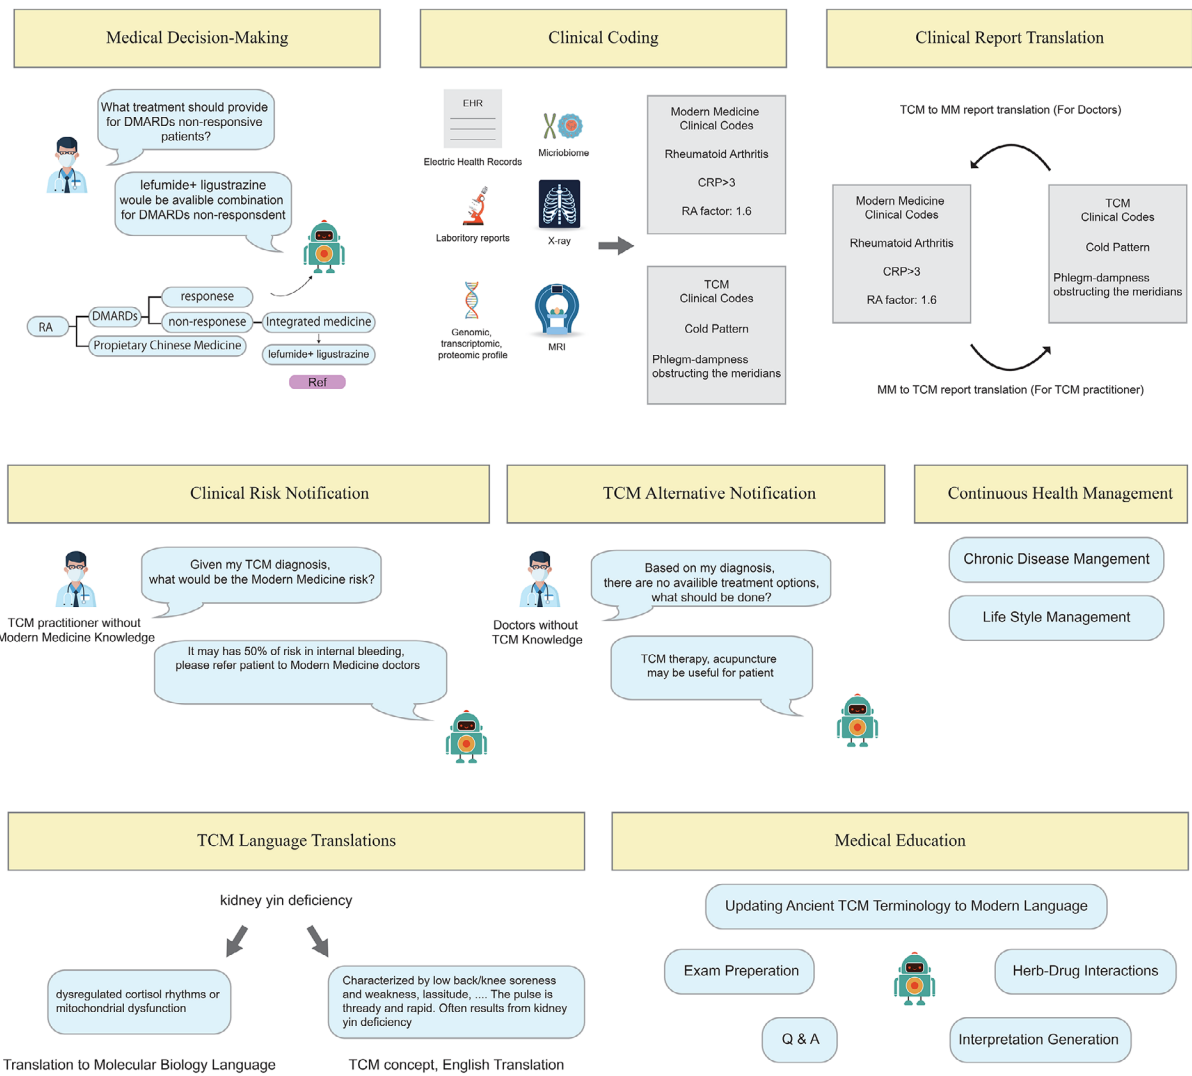 Medical Decision-Making
What treatment should provide
for DMARDs non-responsive
patients?
lefumide+ ligustrazine
would be avalible combination
for DMARDs non-responsdent
RA
DMARDs
responese
non-responese
Integrated medicine
Propietary Chinese Medicine
lefumide+ ligustrazine
Ref
Clinical Coding
EHR
Electric Health Records
Micriobiome
Laboritory reports
X-ray
Genomic,
transcriptomic,
proteomic profile
MRI
Modern Medicine
Clinical Codes
Rheumatoid Arthritis
CRP>3
RA factor: 1.6
TCM
Clinical Codes
Cold Pattern
Phlegm-dampness
obstructing the meridians
Clinical Report Translation
TCM to MM report translation (For Doctors)
Modern Medicine
Clinical Codes
Rheumatoid Arthritis
CRP>3
RA factor: 1.6
TCM
Clinical Codes
Cold Pattern
Phlegm-dampness
obstructing the meridians
MM to TCM report translation (For TCM practitioner)
Clinical Risk Notification
Given my TCM diagnosis,
what would be the Modern Medicine risk?
TCM practitioner without
Modern Medicine Knowledge
It may has 50% of risk in internal bleeding,
please refer patient to Modern Medicine doctors
TCM Alternative Notification
Based on my diagnosis,
there are no availible treatment options,
what should be done?
Doctors without
TCM Knowledge
TCM therapy, acupuncture
may be useful for patient
Continuous Health Management
Chronic Disease Mangement
Life Style Management
TCM Language Translations
kidney yin deficiency
dysregulated cortisol rhythms or
mitochondrial dysfunction
Characterized by low back/knee soreness
and weakness, lassitude, .... The pulse is
thready and rapid. Often results from kidney
yin deficiency
Translation to Molecular Biology Language
TCM concept, English Translation
Medical Education
Updating Ancient TCM Terminology to Modern Language
Exam Preperation
Herb-Drug Interactions
Q & A
Interpretation Generation